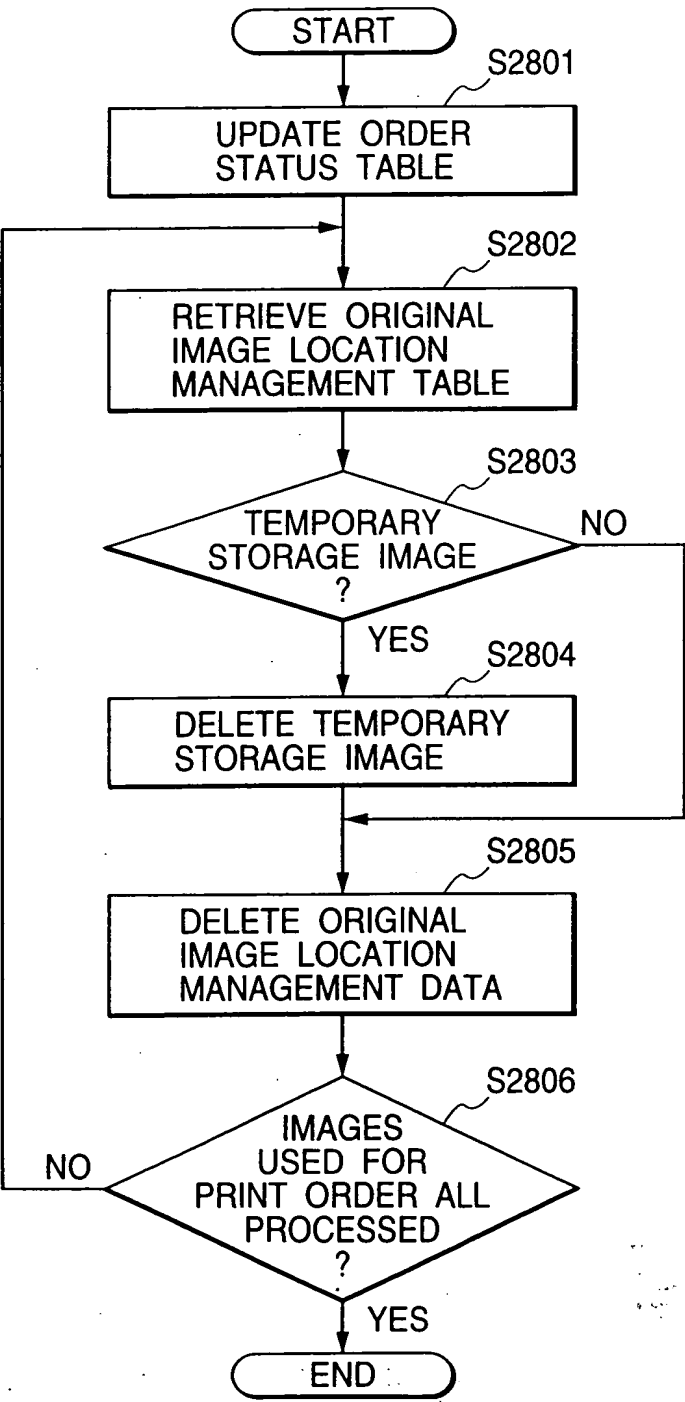 START
S2801
UPDATE ORDER
STATUS TABLE
S2802
RETRIEVE ORIGINAL
IMAGE LOCATION
MANAGEMENT TABLE
S2803
TEMPORARY
STORAGE IMAGE
?
NO
YES
S2804
DELETE TEMPORARY
STORAGE IMAGE
S2805
DELETE ORIGINAL
IMAGE LOCATION
MANAGEMENT DATA
S2806
IMAGES
USED FOR
PRINT ORDER ALL
PROCESSED
?
NO
YES
END